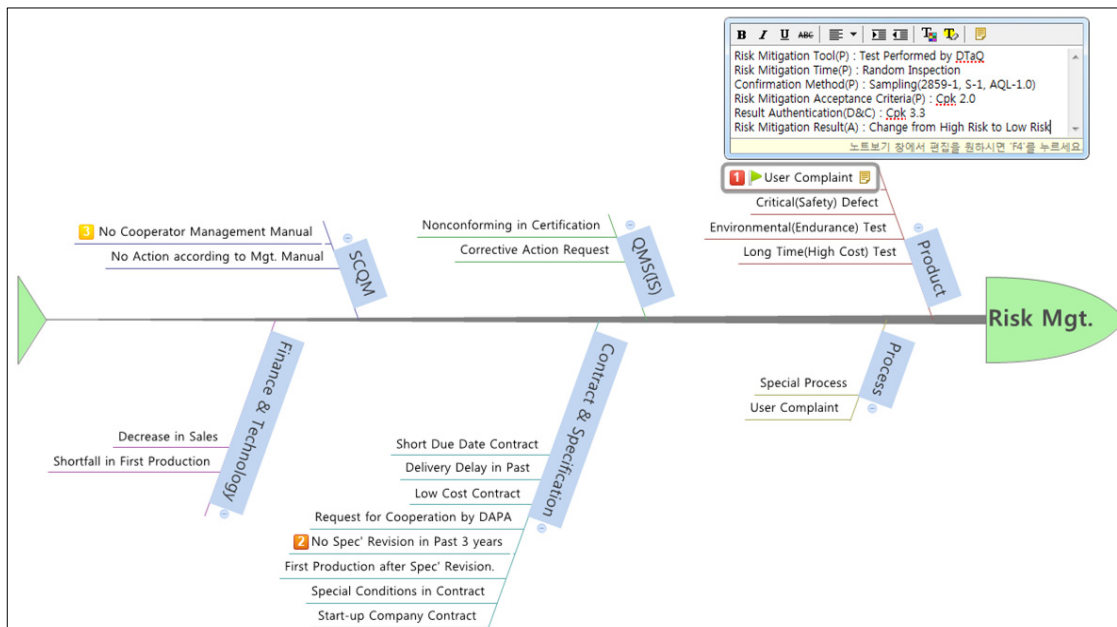 B I U ABC
Risk Mitigation Tool(P) : Test Performed by DTaQ
Risk Mitigation Time(P) : Random Inspection
Confirmation Method(P) : Sampling(2859-1, S-1, AQL-1.0)
Risk Mitigation Acceptance Criteria(P) : Cpk 2.0
Result Authentication(D&C) : Cpk 3.3
Risk Mitigation Result(A) : Change from High Risk to Low Risk
노트보기 창에서 편집을 원하시면 'F4'를 누르세요
1 User Complaint
Critical(Safety) Defect
Environmental(Endurance) Test
Long Time(High Cost) Test
Product
Nonconforming in Certification
Corrective Action Request
QMS(IS)
3 No Cooperator Management Manual
No Action according to Mgt. Manual
SCQM
Risk Mgt.
Finance & Technology
Decrease in Sales
Shortfall in First Production
Contract & Specification
Short Due Date Contract
Delivery Delay in Past
Low Cost Contract
Request for Cooperation by DAPA
2 No Spec' Revision in Past 3 years
First Production after Spec' Revision.
Special Conditions in Contract
Start-up Company Contract
Process
Special Process
User Complaint